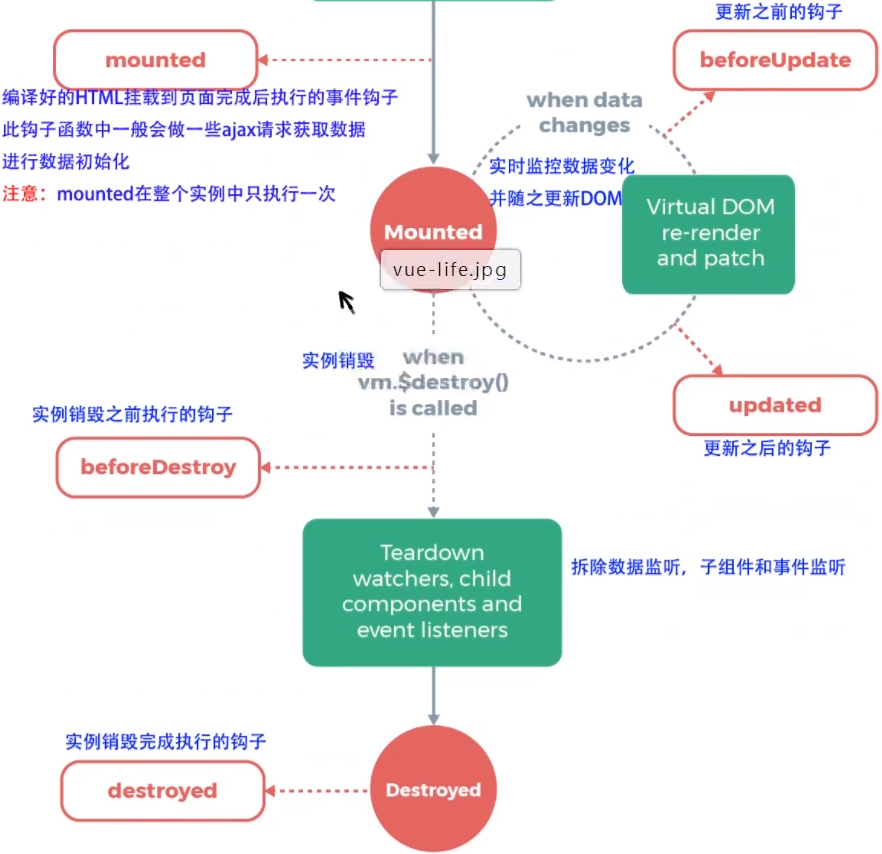 更新之前的钩子
mounted
beforeUpdate
编译好的HTML挂载到页面完成后执行的事件钩子
此钩子函数中一般会做一些ajax请求获取数据
进行数据初始化
注意：mounted在整个实例中只执行一次
when data
changes
实时监控数据变化
并随之更新DOM
Virtual DOM
re-render
and patch
Mounted
vue-life.jpg
实例销毁
when
vm.$destroy()
is called
updated
更新之后的钩子
实例销毁之前执行的钩子
beforeDestroy
Teardown
watchers, child
components and
event listeners
拆除数据监听，子组件和事件监听
实例销毁完成执行的钩子
destroyed
Destroyed